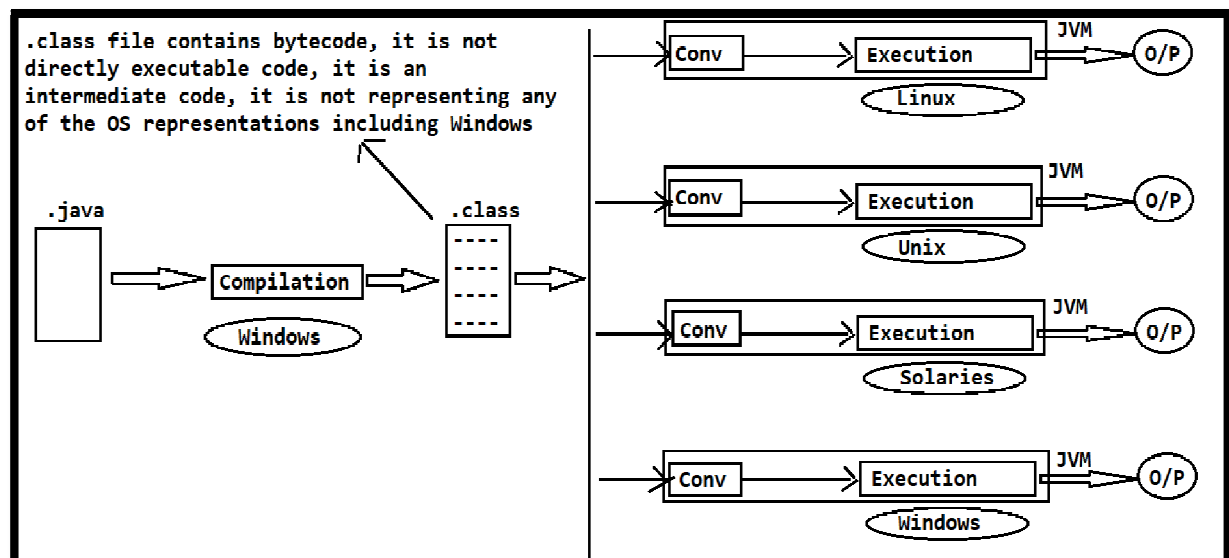 .class file contains bytecode, it is not
directly executable code, it is an
intermediate code, it is not representing any
of the OS representations including Windows
.java
.class
----
----
----
----
Compilation
Windows
JVM
Conv
Execution
O/P
Linux
JVM
Conv
Execution
O/P
Unix
JVM
Conv
Execution
O/P
Solaries
JVM
Conv
Execution
O/P
Windows